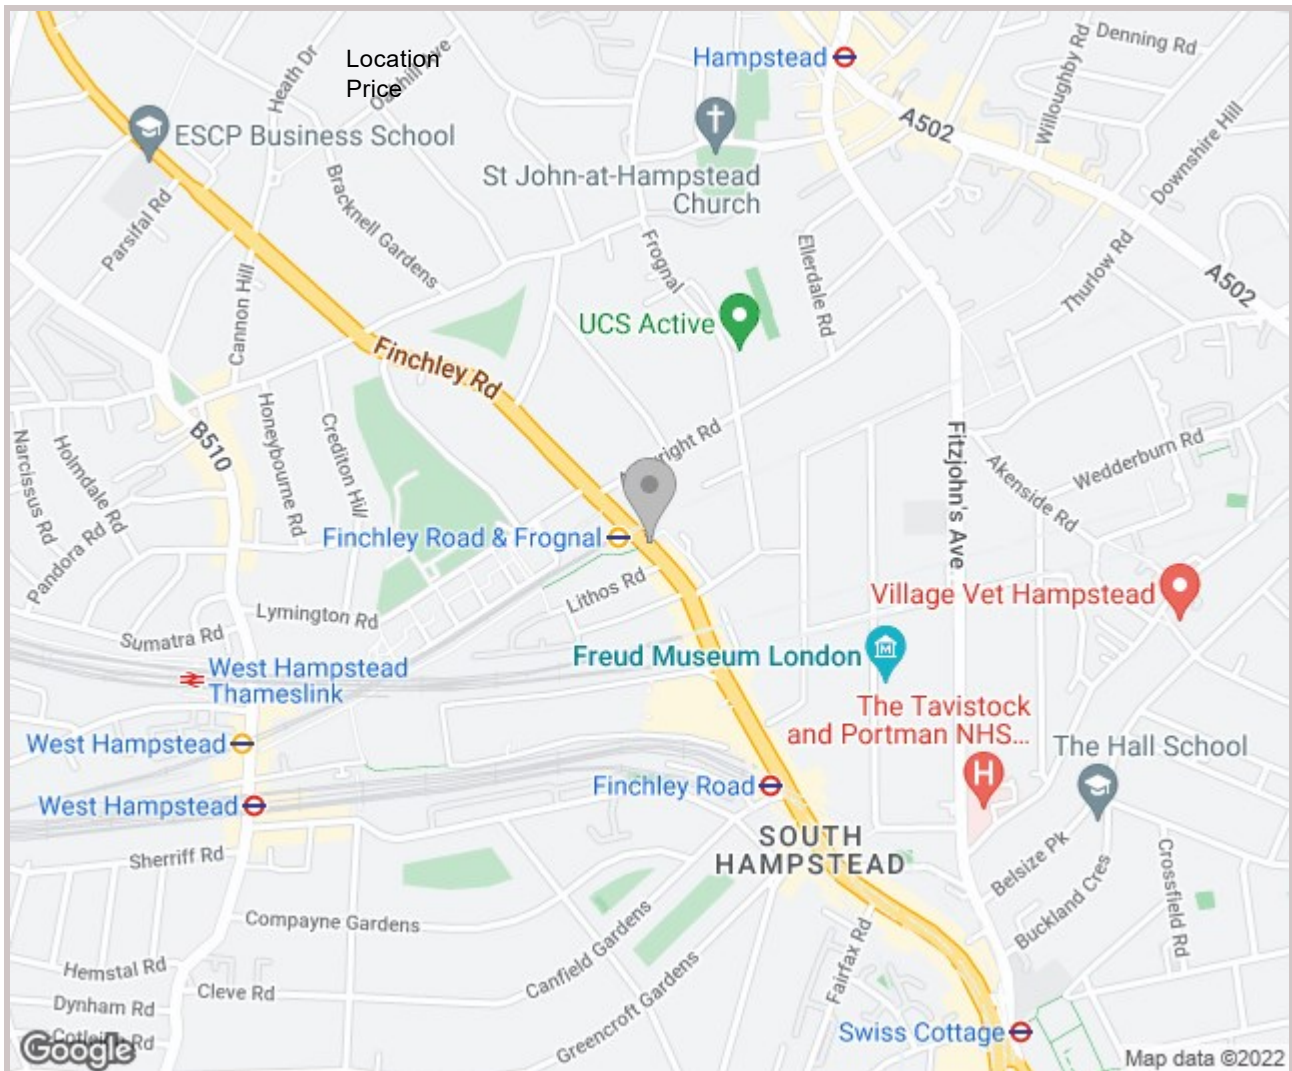 Location
Price
Hampstead
Denning Rd
Willoughby Rd
Heath Dr
A502
Downshire Hill
ESCP Business School
St John-at-Hampstead
Church
Parsifal Rd
Bracknell Gardens
Frognal
Ellerdale Rd
Thurlow Rd
A502
Cannon Hill
UCS Active
Finchley Rd
B510
Honeybourne Rd
Crediton Hill
Narcissus Rd
Holmdale Rd
Pandora Rd
Fitzjohn's Ave
Akenside Rd
Wedderburn Rd
Finchley Road & Frognal
Lithos Rd
Village Vet Hampstead
Lymington Rd
Sumatra Rd
Freud Museum London
West Hampstead
Thameslink
The Tavistock
and Portman NHS...
West Hampstead
The Hall School
Finchley Road
West Hampstead
SOUTH
HAMPSTEAD
Sherriff Rd
Belsize Pk
Buckland Cres
Crossfield Rd
Compayne Gardens
Canfield Gardens
Fairfax Rd
Hemstal Rd
Cleve Rd
Dynham Rd
Greencroft Gardens
Swiss Cottage
Rd
Google
Map data ©2022